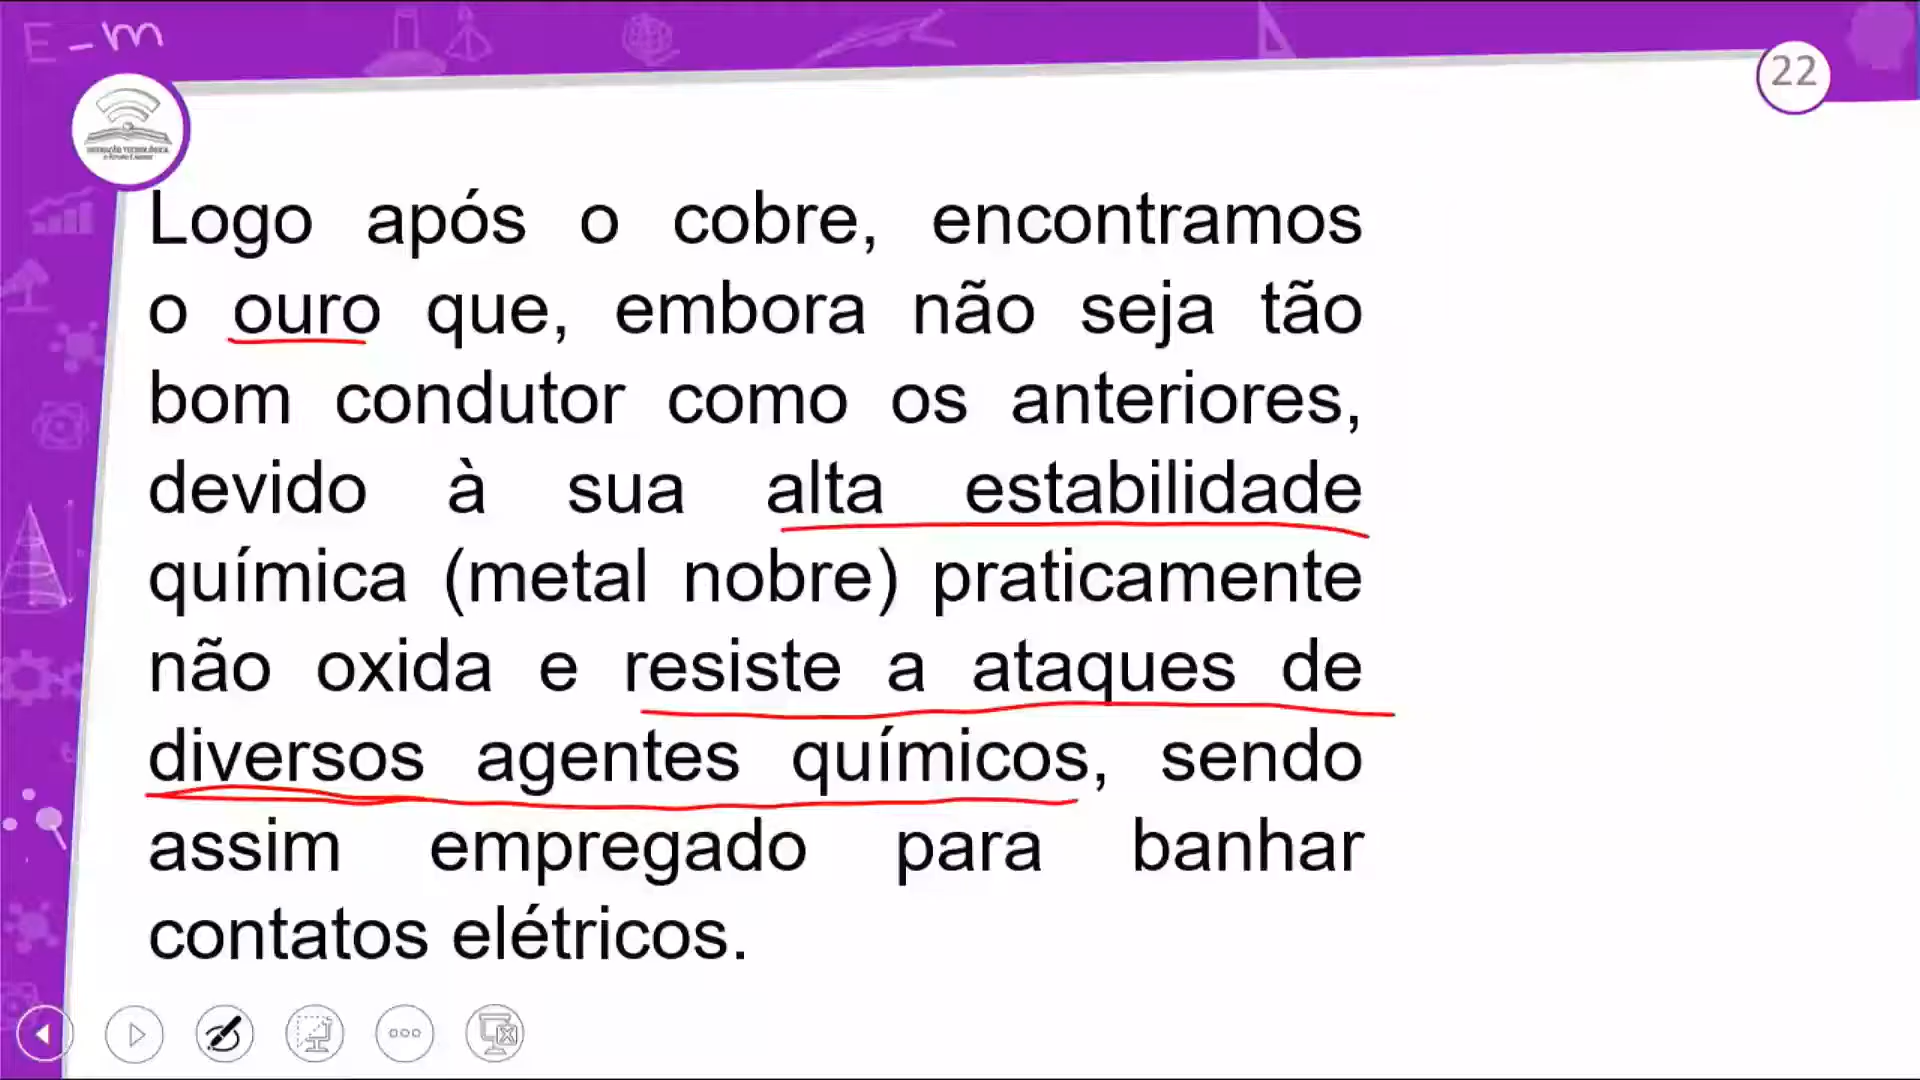 E-m
22
Logo após o cobre, encontramos
o ouro que, embora não seja tão
bom condutor como os anteriores,
devido à sua alta estabilidade
química (metal nobre) praticamente
não oxida e resiste a ataques de
diversos agentes químicos, sendo
assim empregado para banhar
contatos elétricos.